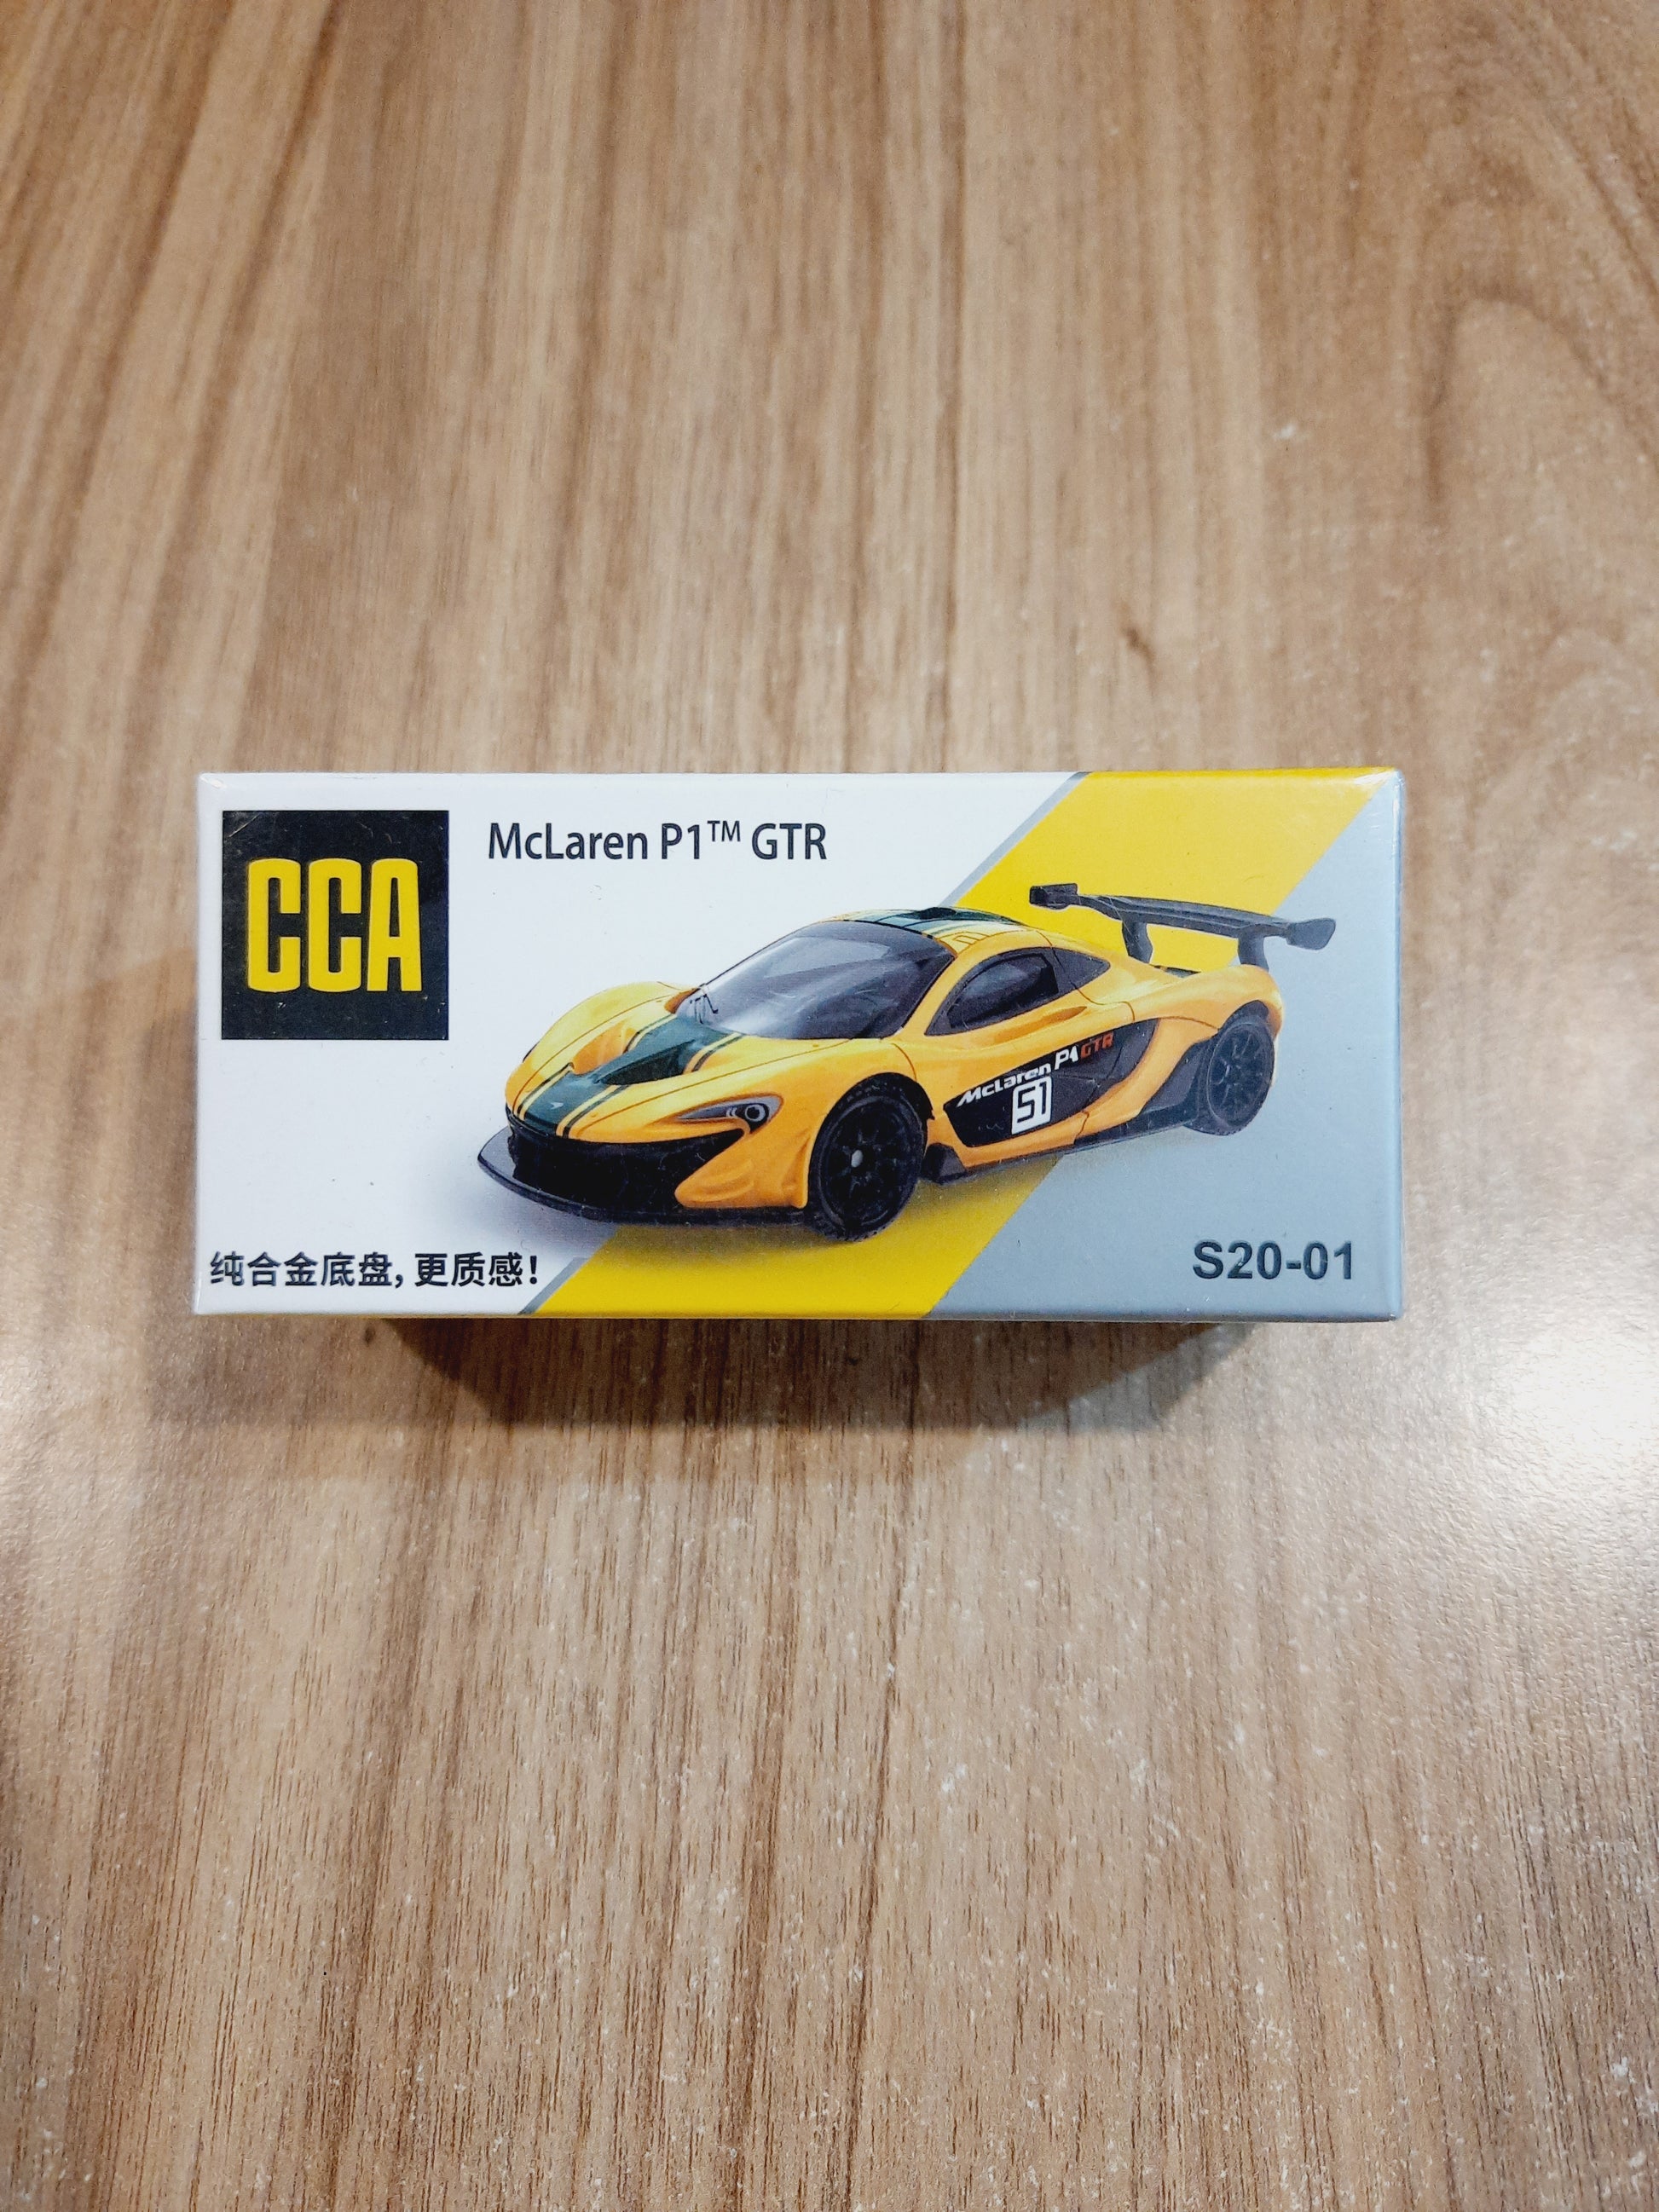 CCA
McLaren P1™ GTR
McLaren P1 GTR
51
纯合金底盘,更质感!
S20-01